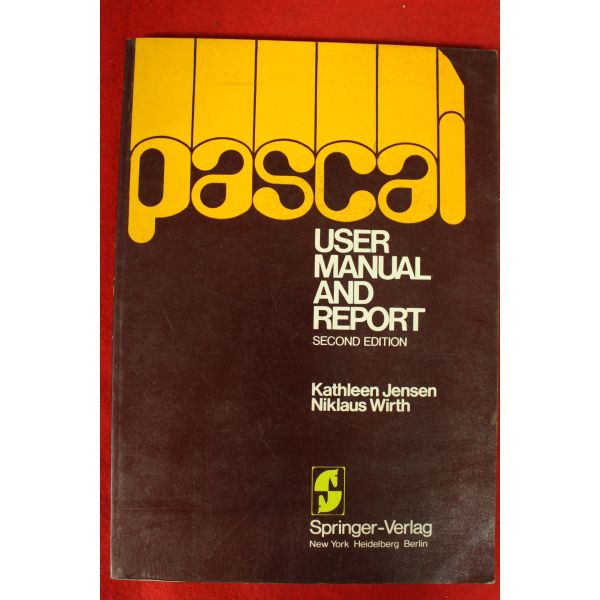 pascal
USER
MANUAL
AND
REPORT
SECOND EDITION
Kathleen Jensen
Niklaus Wirth
Springer-Verlag
New York Heidelberg Berlin